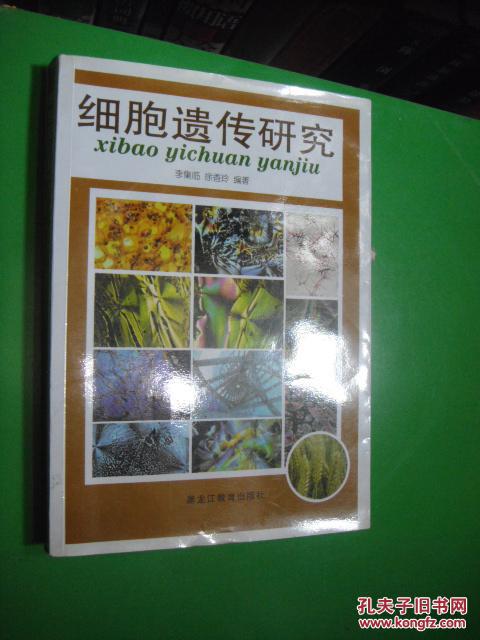 细胞遗传研究
xibao yichuan yanjiu
李集临 徐香玲 编著
黑龙江教育出版社
孔夫子旧书网
www.kongfz.com